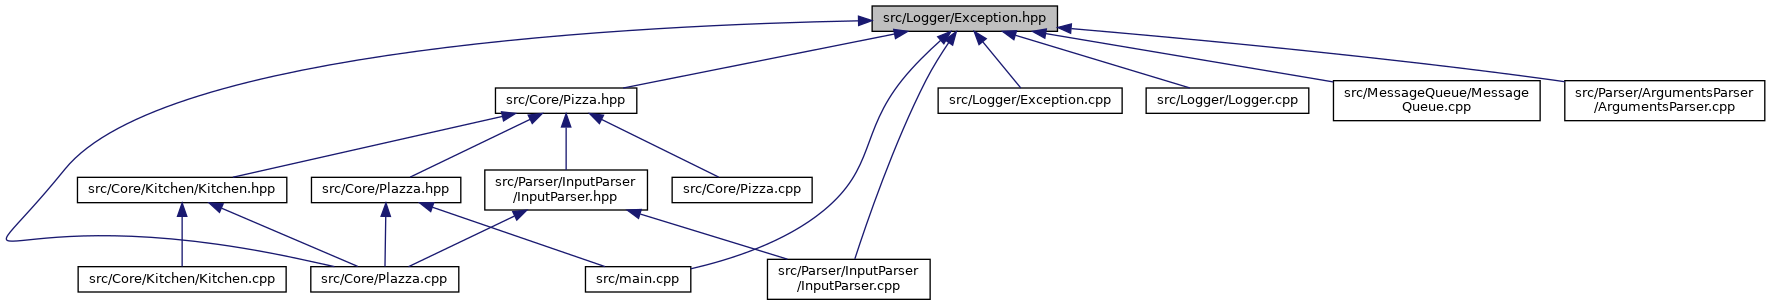 src/Logger/Exception.hpp
src/Core/Pizza.hpp
src/Logger/Exception.cpp
src/Logger/Logger.cpp
src/MessageQueue/Message
Queue.cpp
src/Parser/ArgumentsParser
/ArgumentsParser.cpp
src/Core/Kitchen/Kitchen.hpp
src/Core/Plazza.hpp
src/Parser/InputParser
/InputParser.hpp
src/Core/Pizza.cpp
src/Core/Kitchen/Kitchen.cpp
src/Core/Plazza.cpp
src/main.cpp
src/Parser/InputParser
/InputParser.cpp